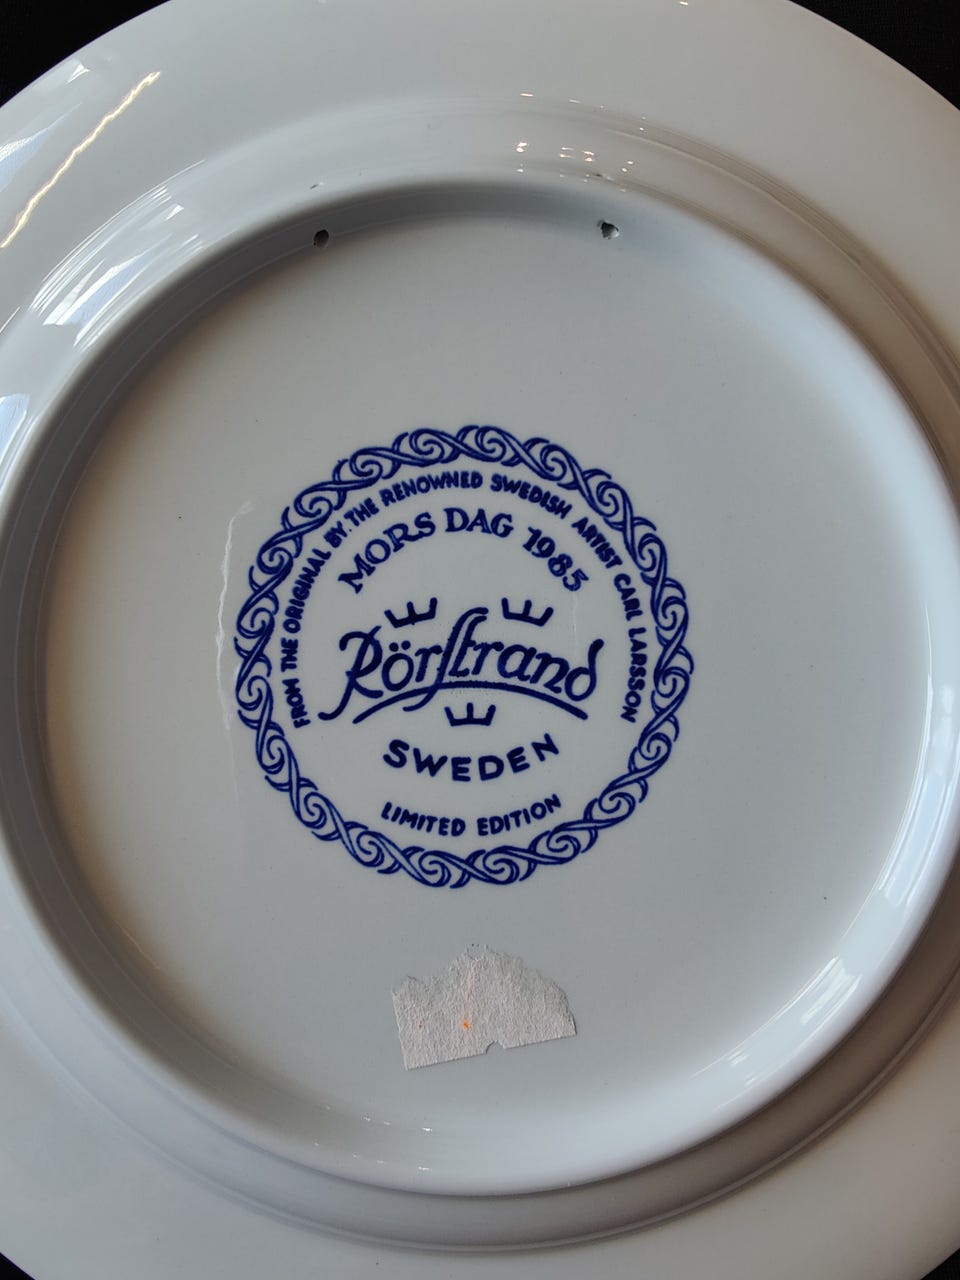 FROM THE ORIGINAL BY THE RENOWNED SWEDISH ARTIST CARL LARSSON
MORS DAG 1985
Rörstrand
SWEDEN
LIMITED EDITION